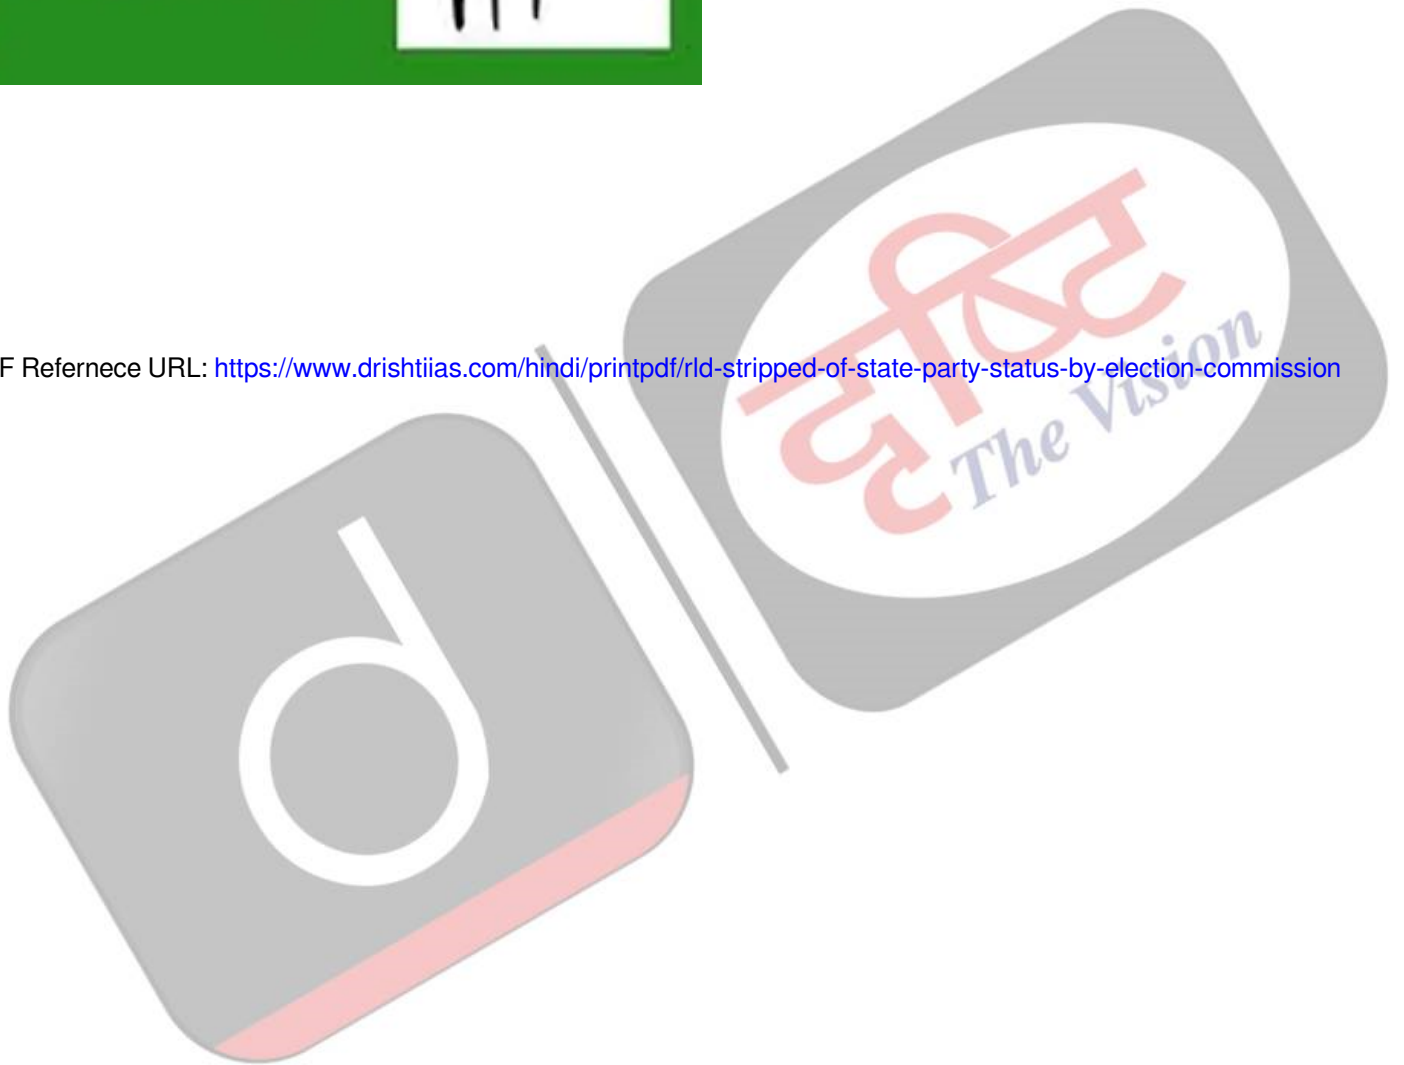 F Refernece URL: https://www.drishtiias.com/hindi/printpdf/rld-stripped-of-state-party-status-by-election-commission
दृष्टि
The Vision
d